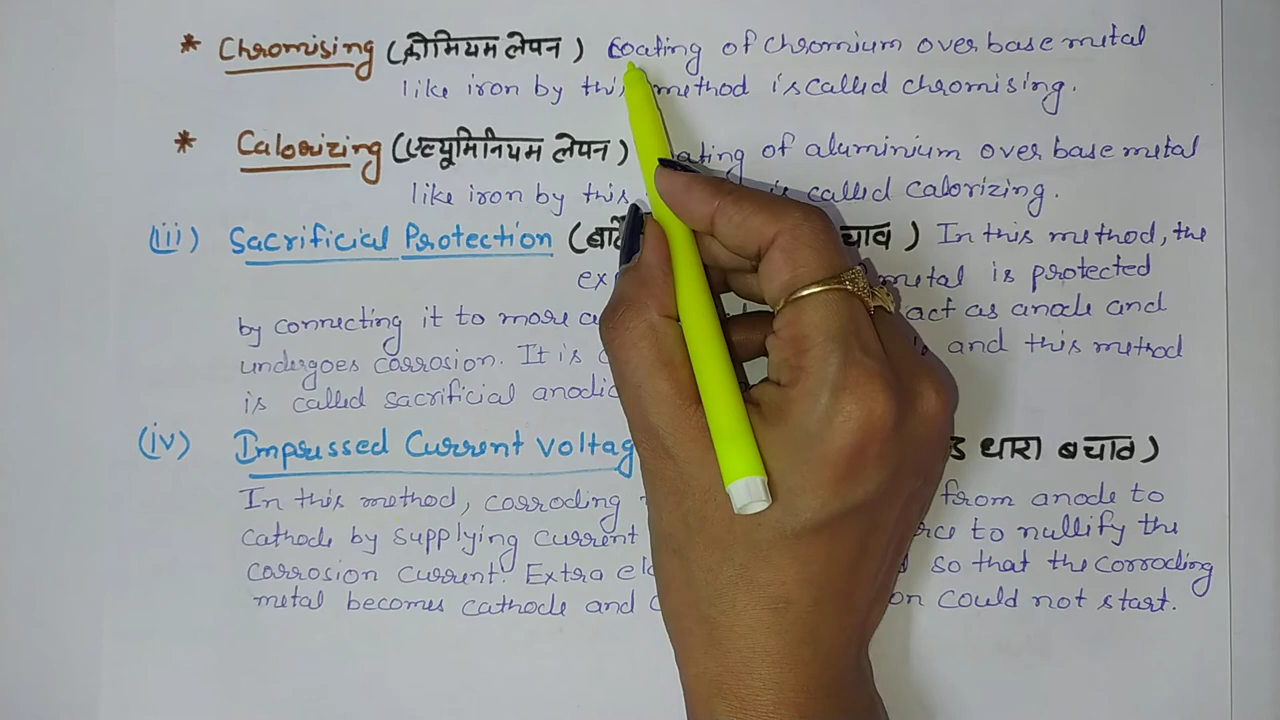 * Chromising (क्रोमियम लेपन) coating of chromium over base metal
like iron by this method is called chromising.
* Calorizing (एल्यूमिनियम लेपन) of aluminium over base metal
like iron by this is called calorizing.
(iii) Sacrificial Protection ( बचाव ) In this method, the
metal is protected
by connecting it to more act as anode and
undergoes corrosion. It is and this method
is called sacrificial
(iv) Impressed Current Voltag धारा बचाव )
In this method, corroding from anode to
cathode by supplying current to nullify the
corrosion current. Extra so that the corroding
metal becomes cathode and could not start.